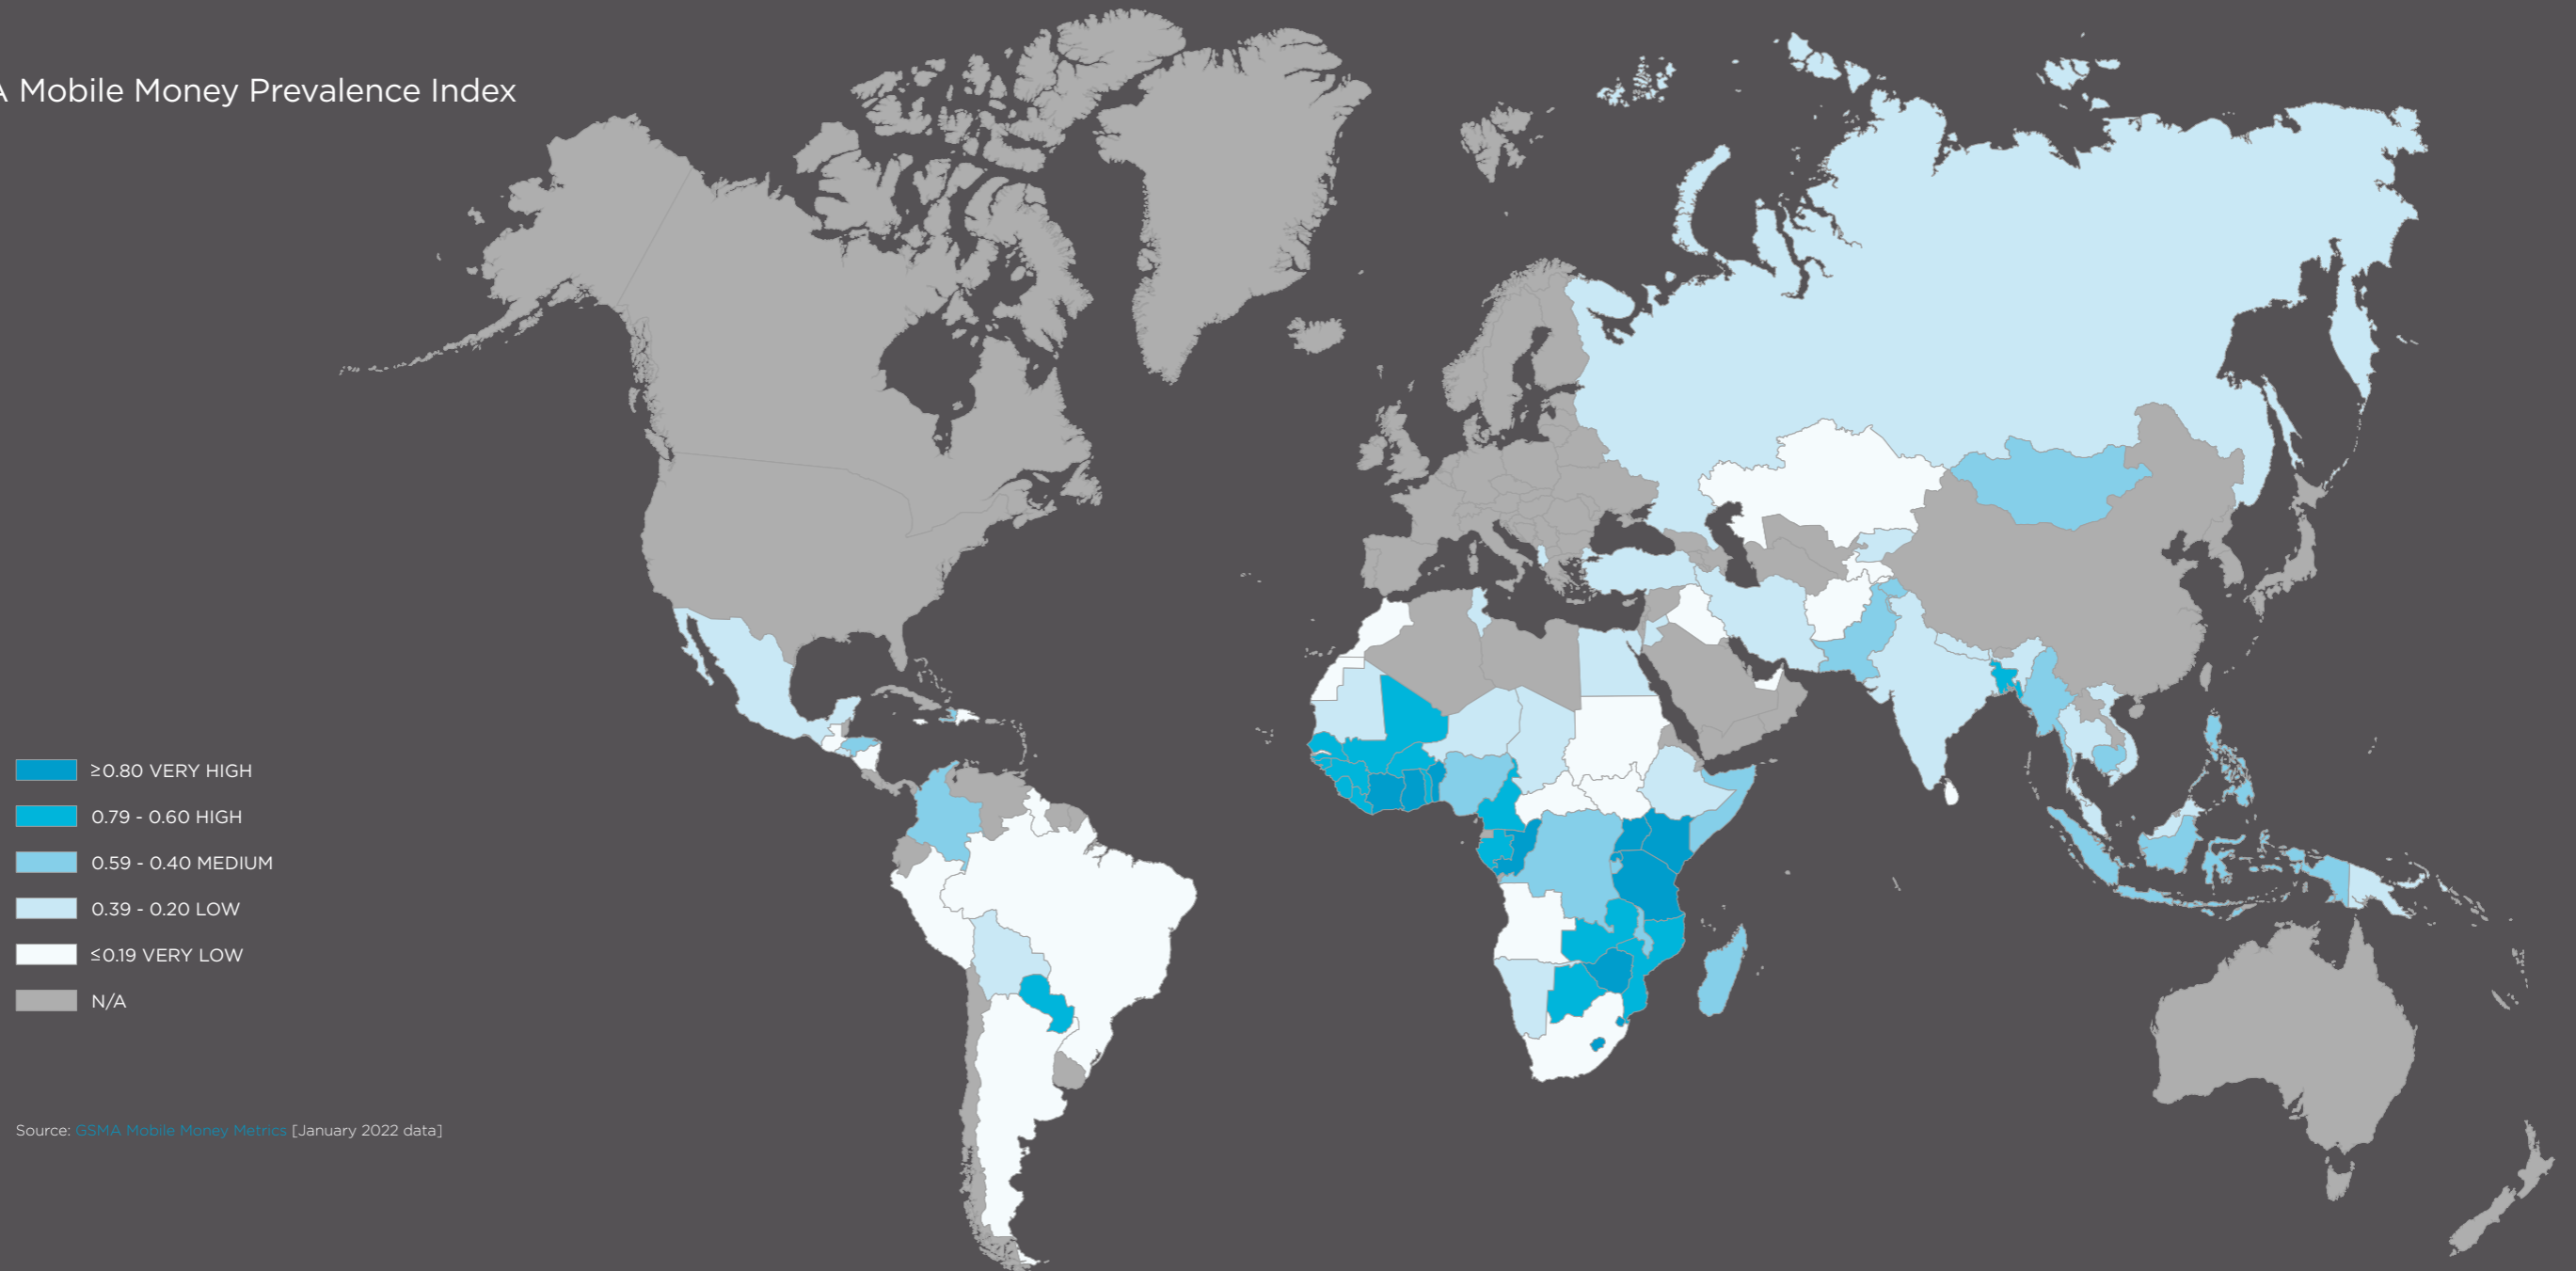 A Mobile Money Prevalence Index
≥0.80 VERY HIGH
0.79 - 0.60 HIGH
0.59 - 0.40 MEDIUM
0.39 - 0.20 LOW
≤0.19 VERY LOW
N/A
Source: GSMA Mobile Money Metrics [January 2022 data]